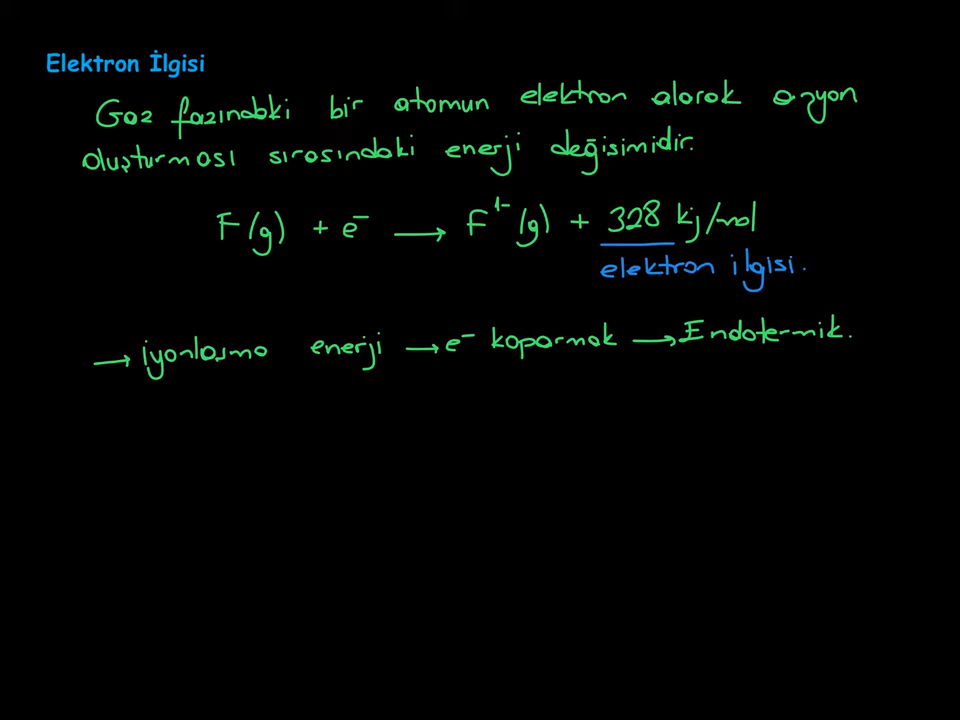 Elektron İlgisi
Gaz fazındaki bir atomun elektron alarak anyon
oluşturması sırasındaki enerji değişimidir.
F(g) + e⁻ → F¹⁻(g) + 328 kj/mol
elektron ilgisi.
→ iyonlaşma enerji → e⁻ koparmak → Endotermik.